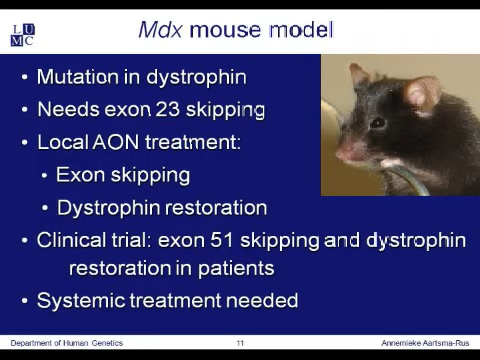 LU
MC
Mdx mouse model
• Mutation in dystrophin
• Needs exon 23 skipping
• Local AON treatment:
• Exon skipping
• Dystrophin restoration
• Clinical trial: exon 51 skipping and dystrophin
restoration in patients
• Systemic treatment needed
Department of Human Genetics
11
Annemieke Aartsma-Rus